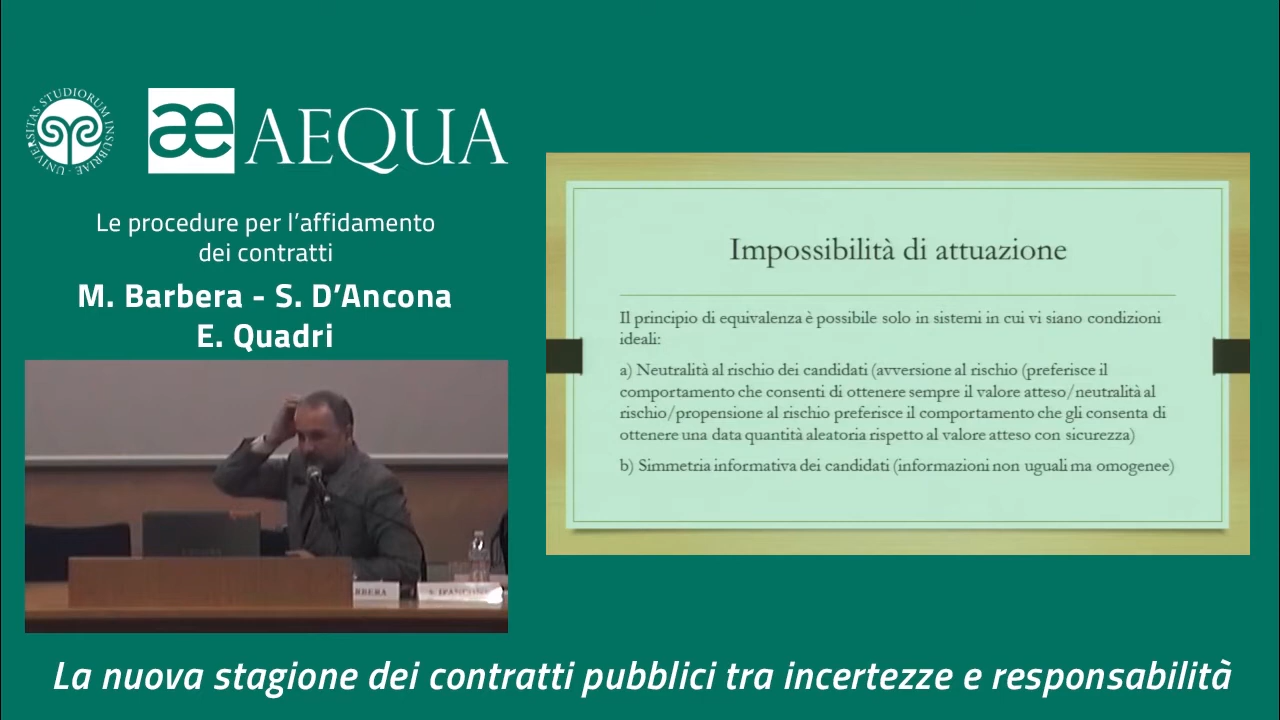 UNIVERSITAS STUDIORUM INSUBRIAE
æ AEQUA
Le procedure per l'affidamento
dei contratti
M. Barbera - S. D'Ancona
E. Quadri
Impossibilità di attuazione
Il principio di equivalenza è possibile solo in sistemi in cui vi siano condizioni
ideali:
a) Neutralità al rischio dei candidati (avversione al rischio (preferisce il
comportamento che consenti di ottenere sempre il valore atteso/neutralità al
rischio/propensione al rischio preferisce il comportamento che gli consenta di
ottenere una data quantità aleatoria rispetto al valore atteso con sicurezza)
b) Simmetria informativa dei candidati (informazioni non uguali ma omogenee)
RBERA
S. D'ANCONA
La nuova stagione dei contratti pubblici tra incertezze e responsabilità